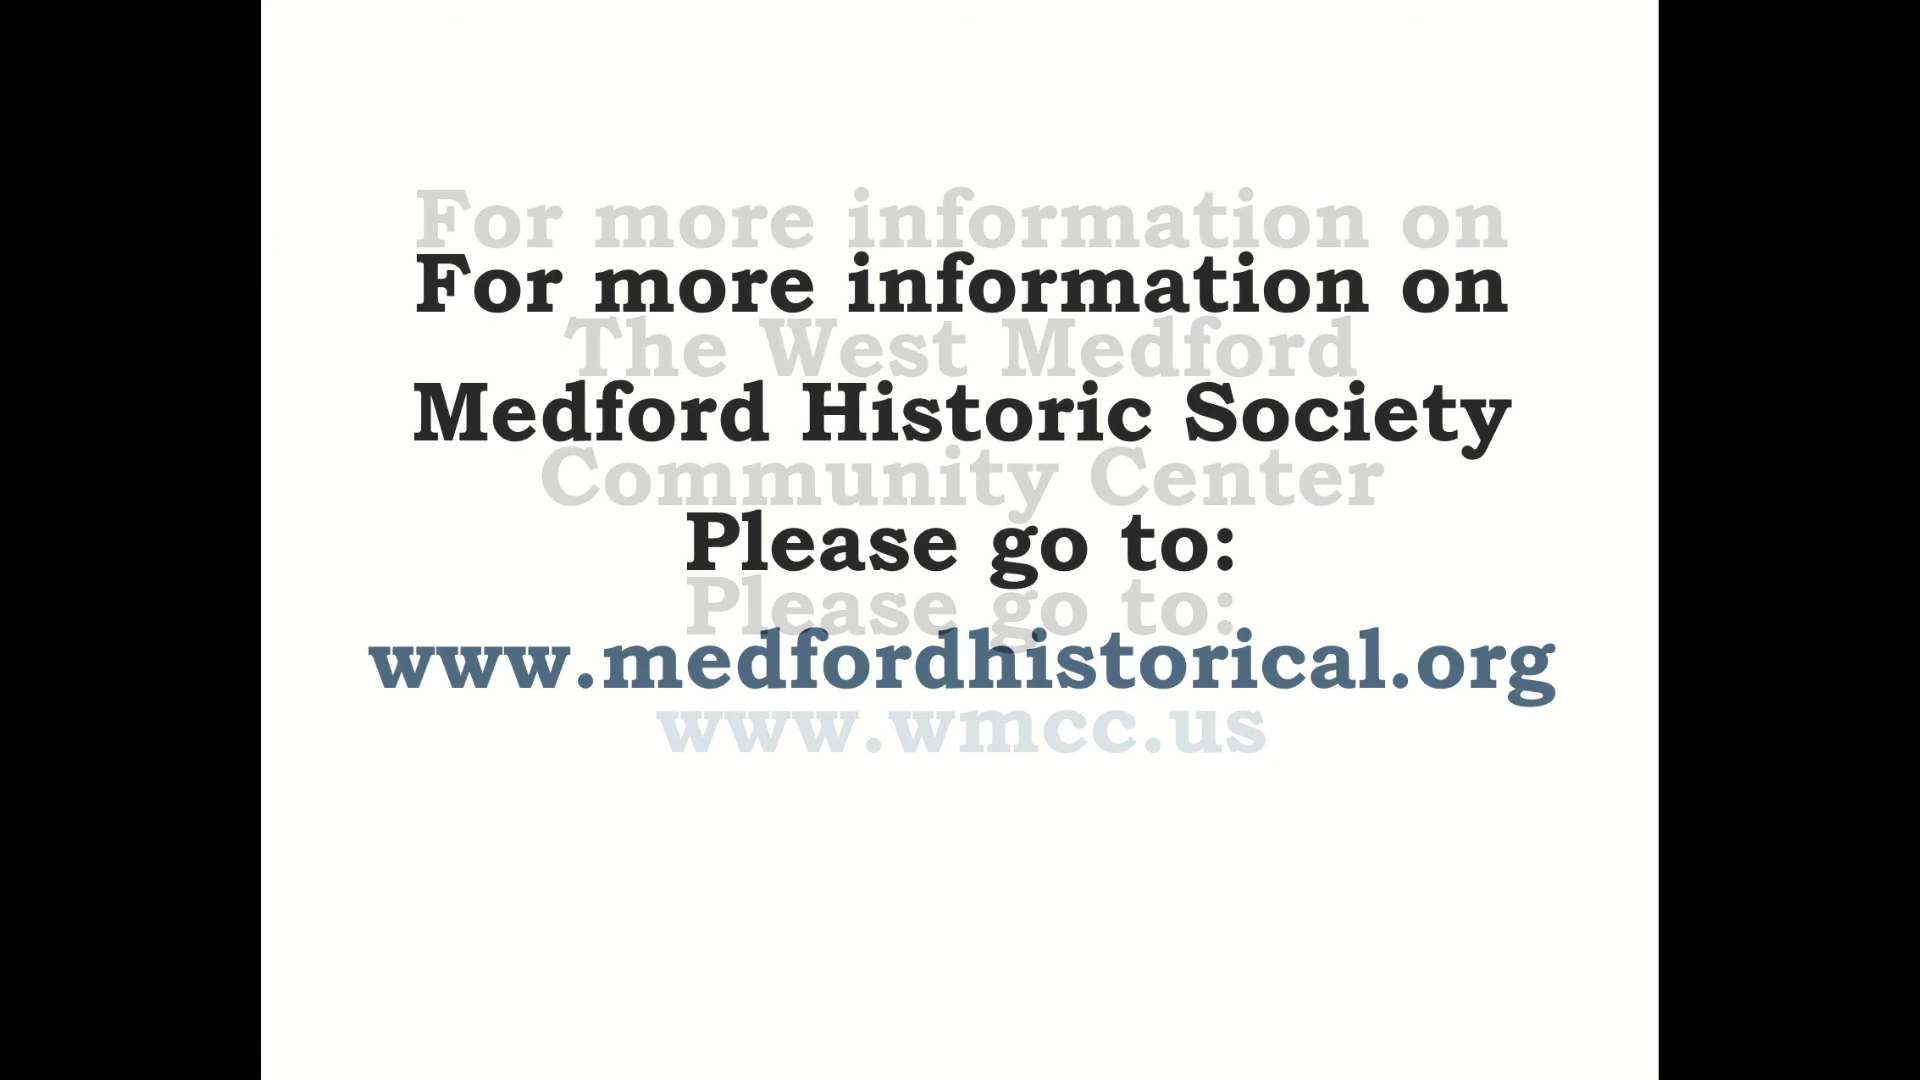 For more information on
For more information on
The West Medford
Medford Historic Society
Community Center
Please go to:
Please go to:
www.medfordhistorical.org
www.wmcc.us